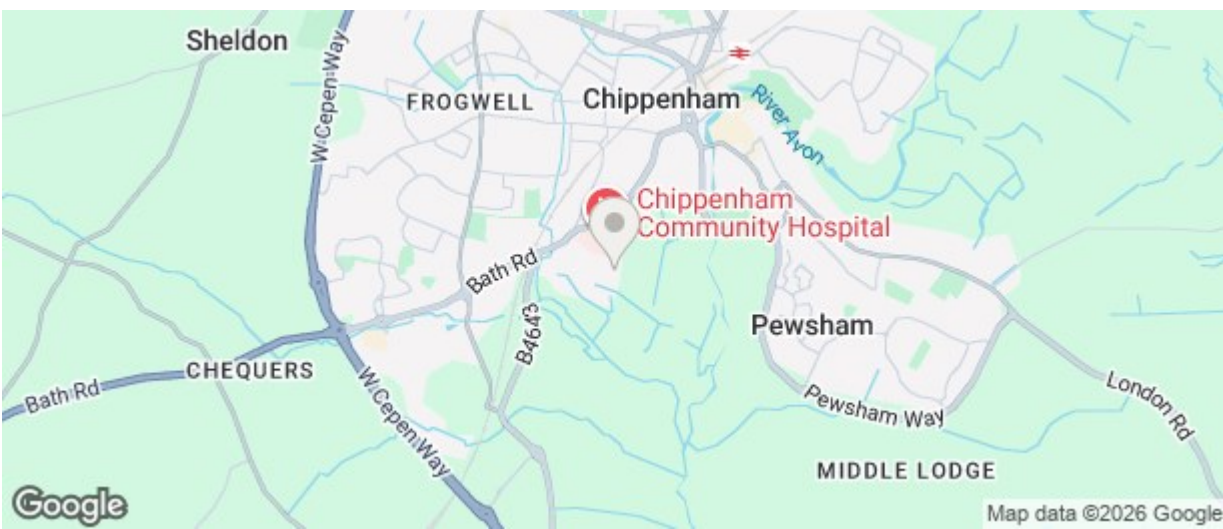 Sheldon
W Cepen Way
FROGWELL
Chippenham
River Avon
Chippenham
Community Hospital
Bath Rd
B4643
Pewsham
CHEQUERS
Bath Rd
W Cepen Way
Pewsham Way
London Rd
MIDDLE LODGE
Google
Map data ©2026 Google